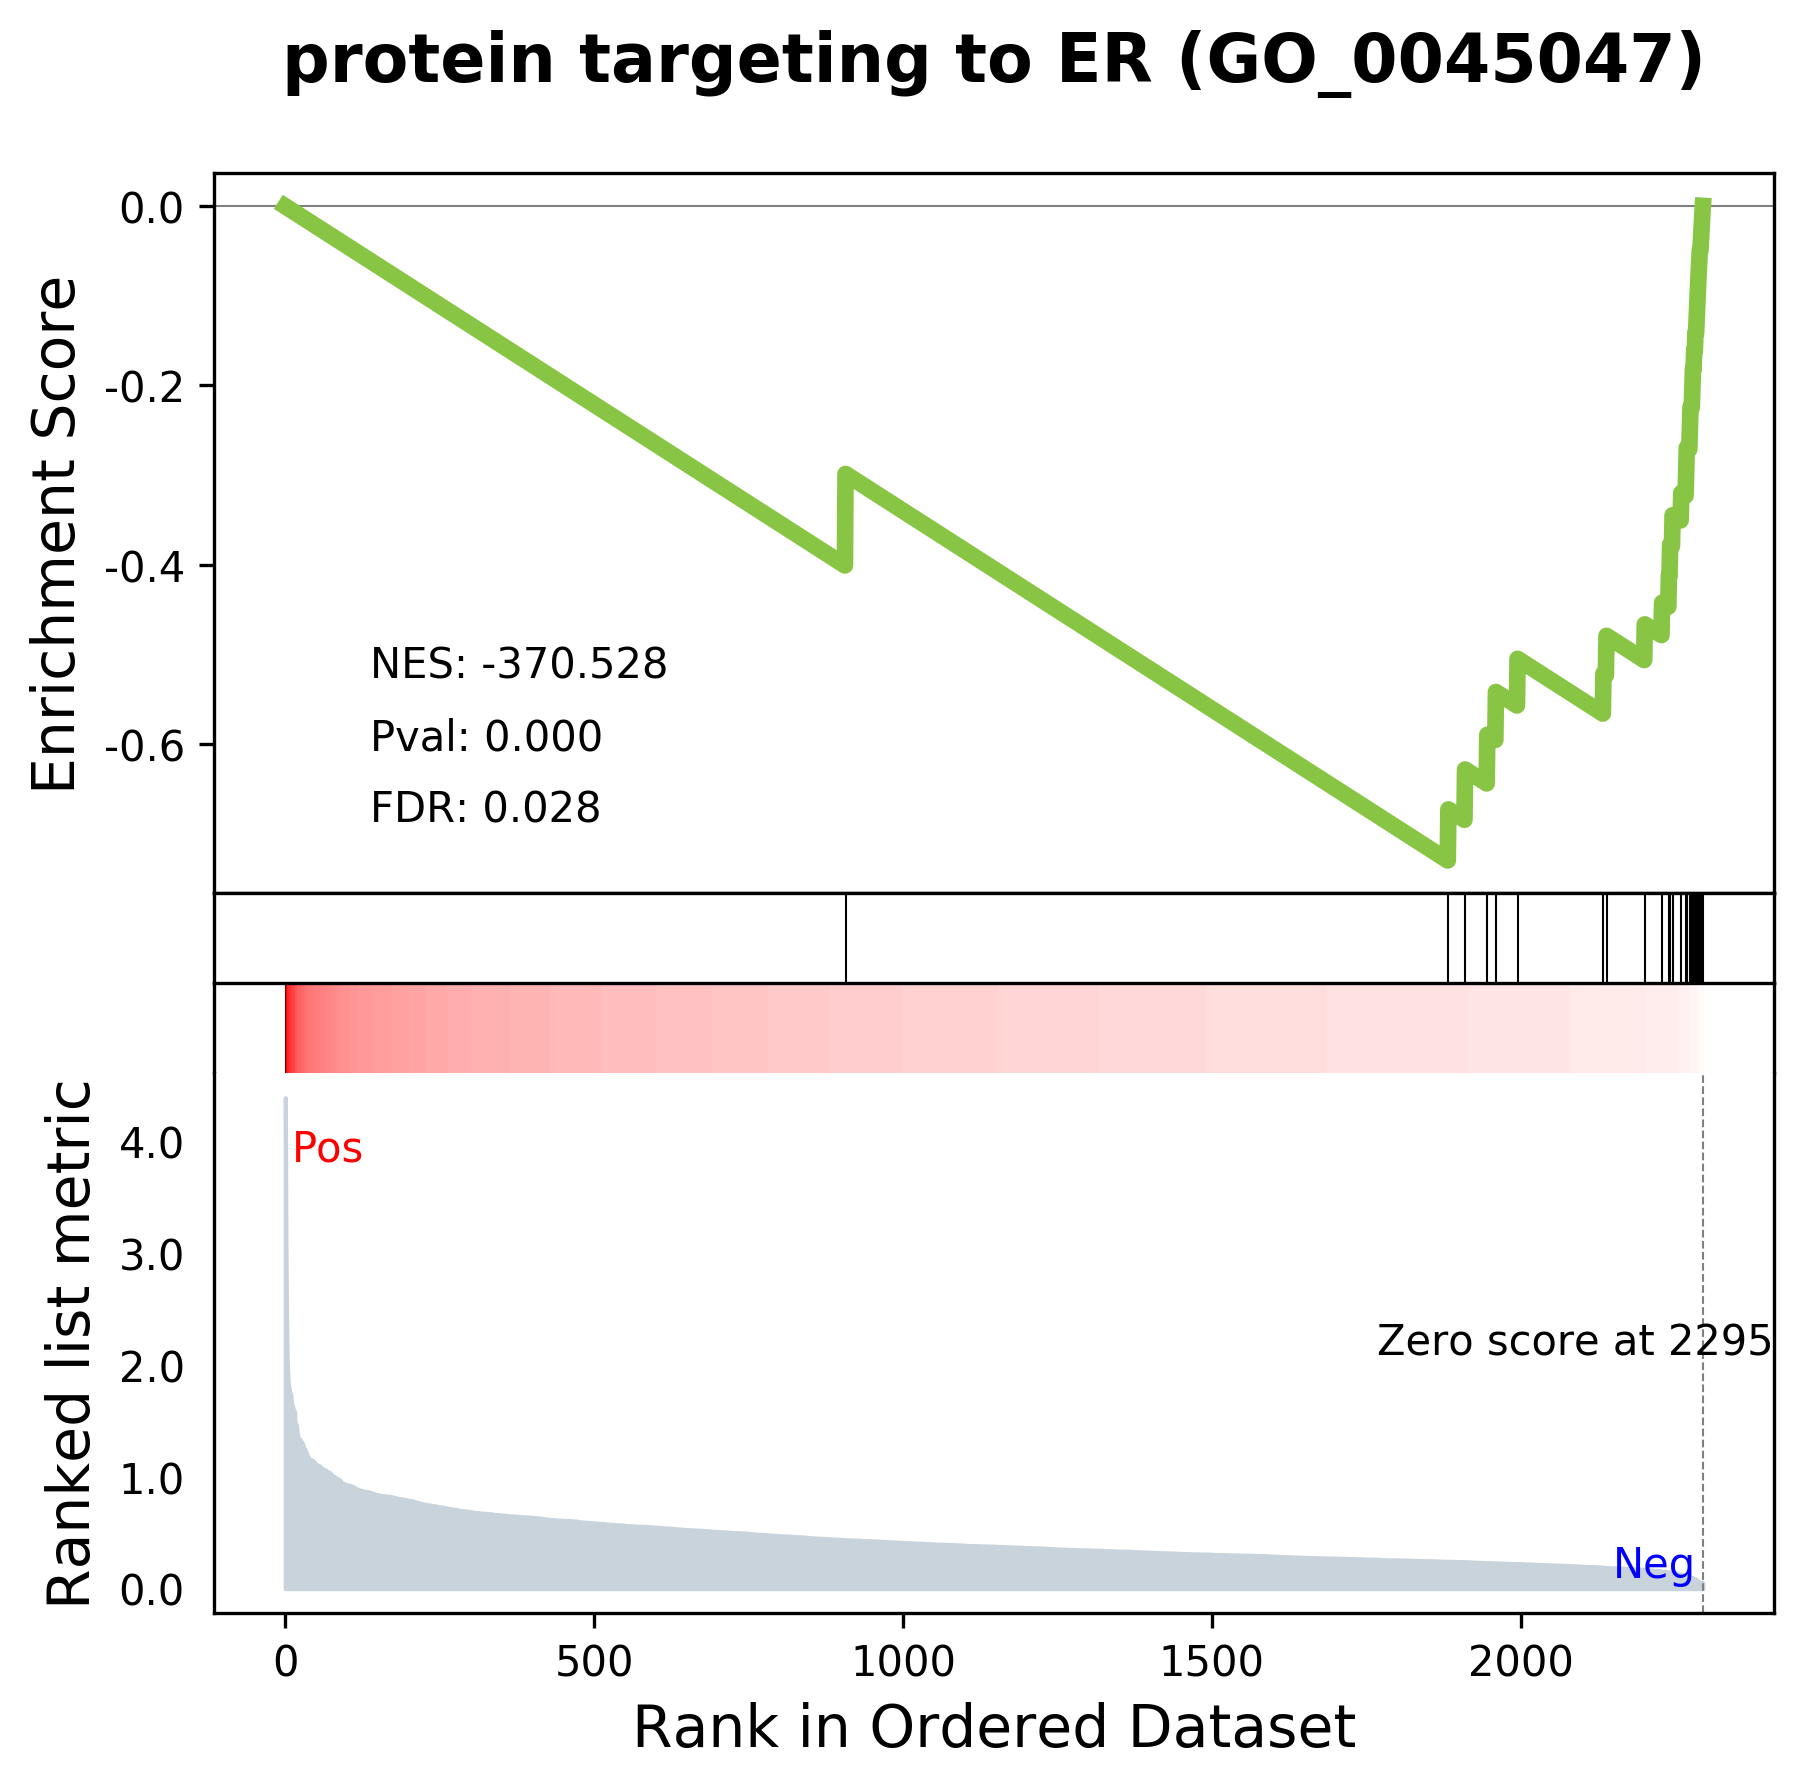 protein targeting to ER (GO_0045047)
Enrichment Score
0.0
-0.2
-0.4
-0.6
NES: -370.528
Pval: 0.000
FDR: 0.028
Ranked list metric
4.0
3.0
2.0
1.0
0.0
Pos
Zero score at 2295
Neg
0 500 1000 1500 2000
Rank in Ordered Dataset